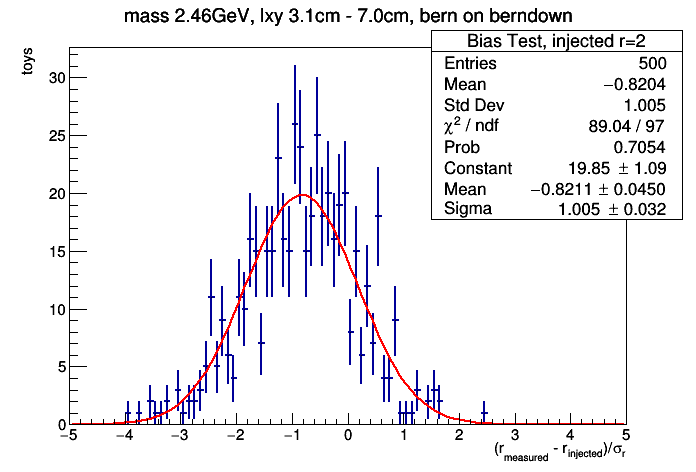 mass 2.46GeV, lxy 3.1cm - 7.0cm, bern on berndown
Bias Test, injected r=2
Entries 500
Mean −0.8204
Std Dev 1.005
χ² / ndf 89.04 / 97
Prob 0.7054
Constant 19.85 ± 1.09
Mean −0.8211 ± 0.0450
Sigma 1.005 ± 0.032
toys
30
25
20
15
10
5
0
−5 −4 −3 −2 −1 0 1 2 3 4 5
(r_measured - r_injected)/σ_r